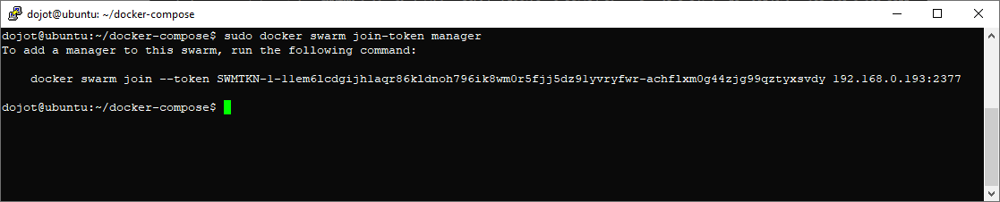 dojot@ubuntu: ~/docker-compose
dojot@ubuntu:~/docker-compose$ sudo docker swarm join-token manager
To add a manager to this swarm, run the following command:
docker swarm join --token SWMTKN-1-11em6lcdgijh1aqr86kldnoh796ik8wm0r5fjj5dz91yvryfwr-achflxm0g44zjg99qztyxsvdy 192.168.0.193:2377
dojot@ubuntu:~/docker-compose$